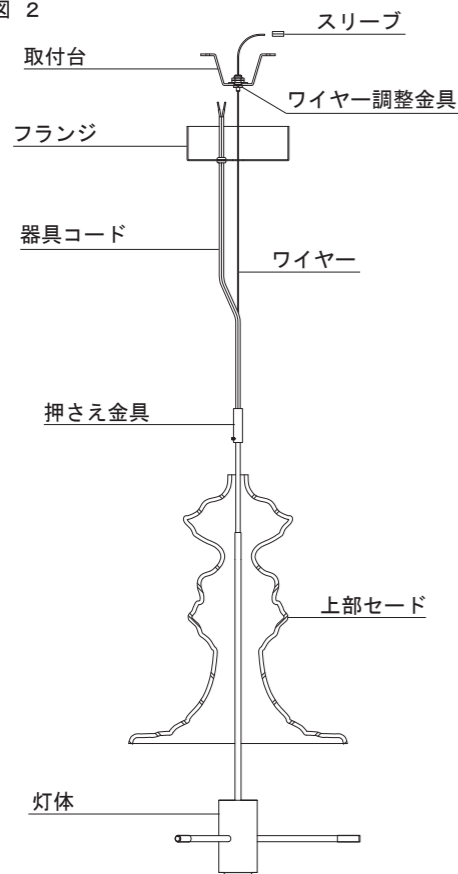 図 2
スリーブ
取付台
ワイヤー調整金具
フランジ
器具コード
ワイヤー
押さえ金具
上部セード
灯体